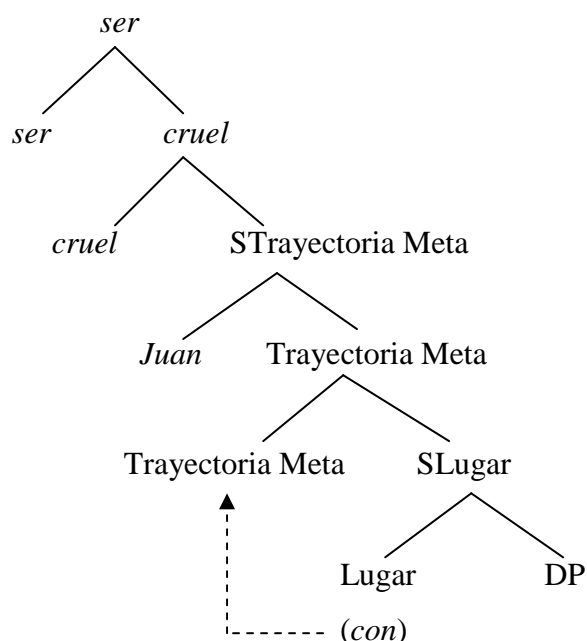 ser
ser cruel
cruel STrayectoria Meta
Juan Trayectoria Meta
Trayectoria Meta SLugar
Lugar DP
(con)